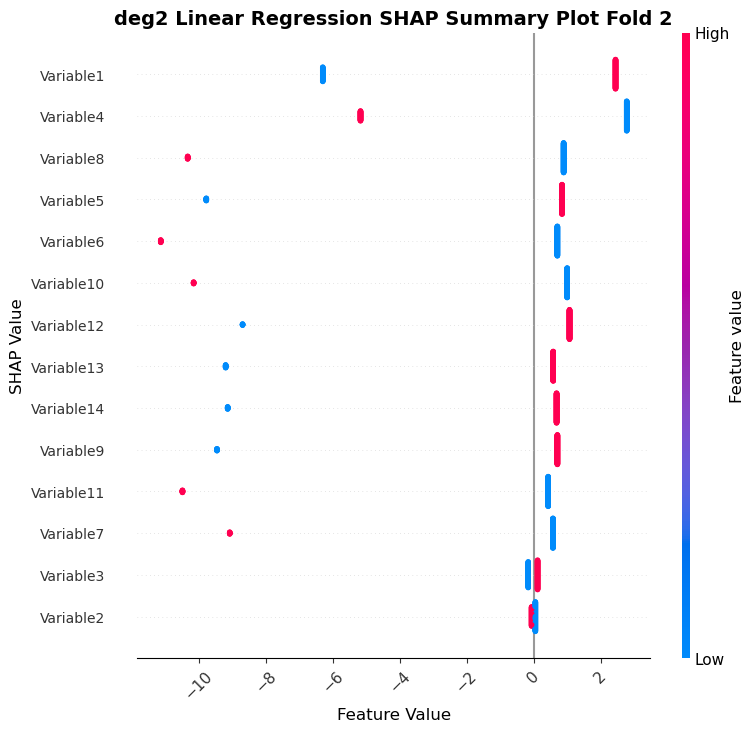 deg2 Linear Regression SHAP Summary Plot Fold 2
High
Variable1
Variable4
Variable8
Variable5
Variable6
Variable10
Variable12
Variable13
Variable14
Variable9
Variable11
Variable7
Variable3
Variable2
SHAP Value
Feature value
Low
−10
−8
−6
−4
−2
0
2
Feature Value